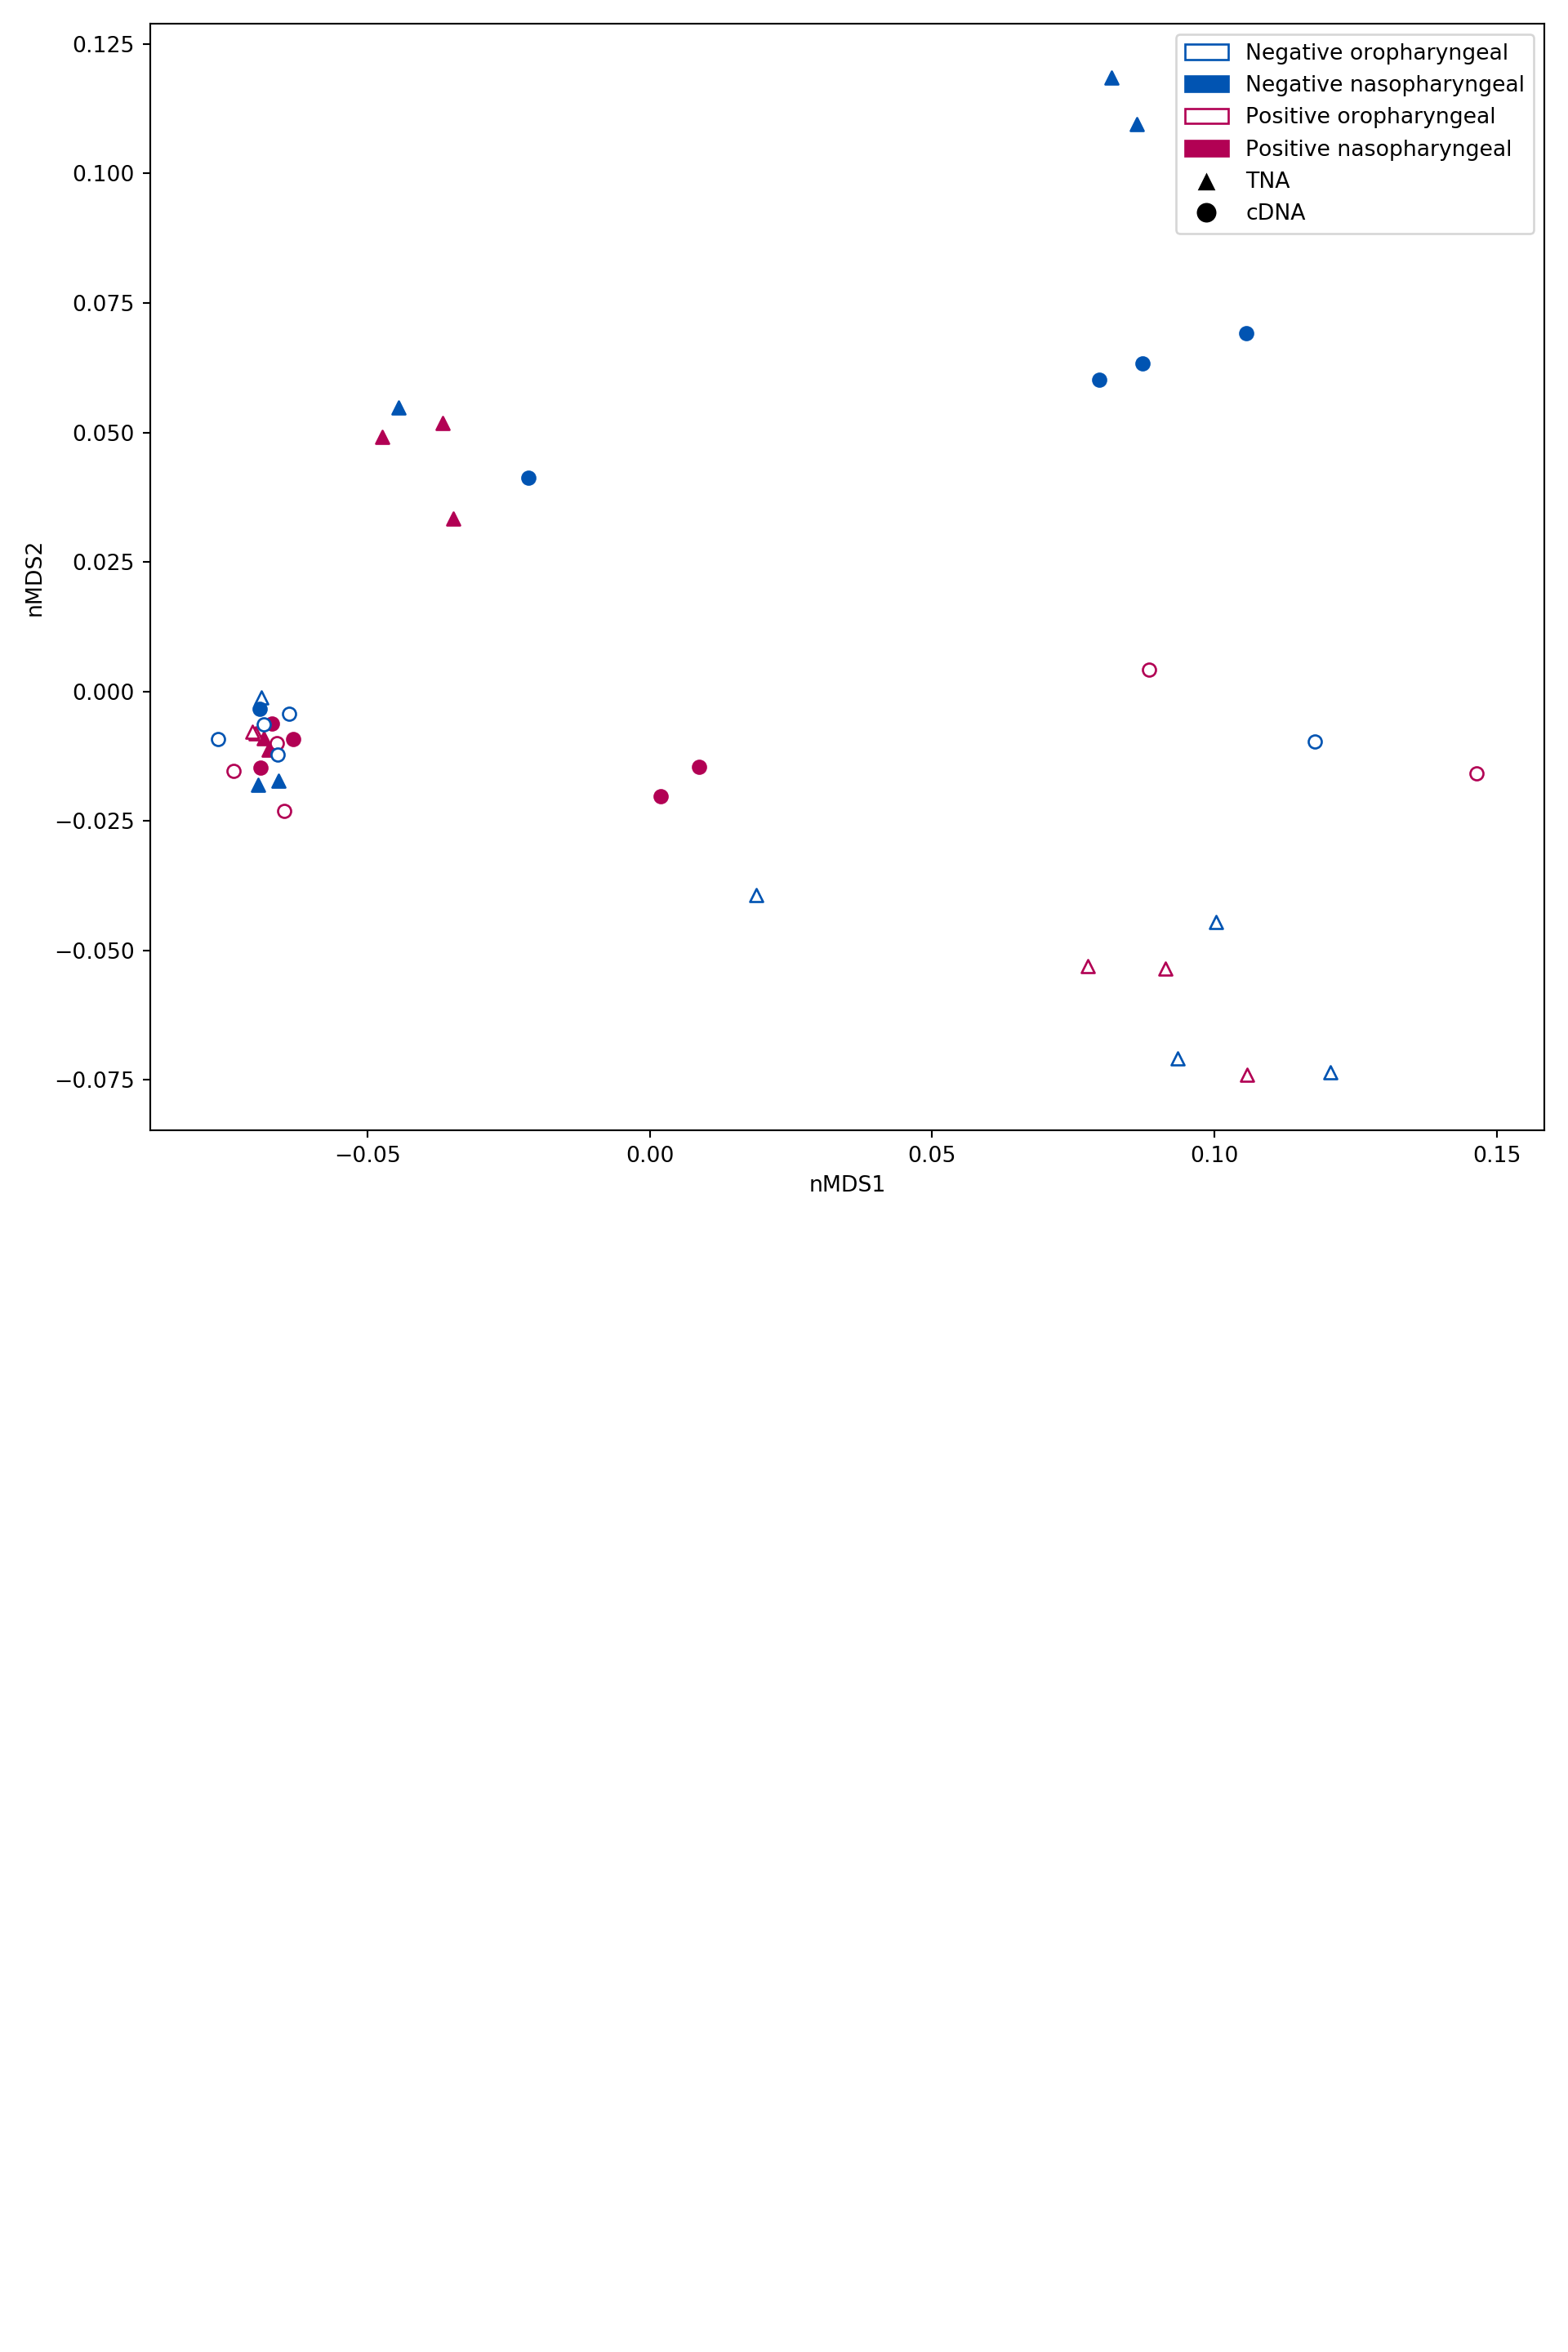 Negative oropharyngeal
Negative nasopharyngeal
Positive oropharyngeal
Positive nasopharyngeal
TNA
cDNA
0.125
0.100
0.075
0.050
0.025
0.000
−0.025
−0.050
−0.075
nMDS2
−0.05
0.00
0.05
0.10
0.15
nMDS1